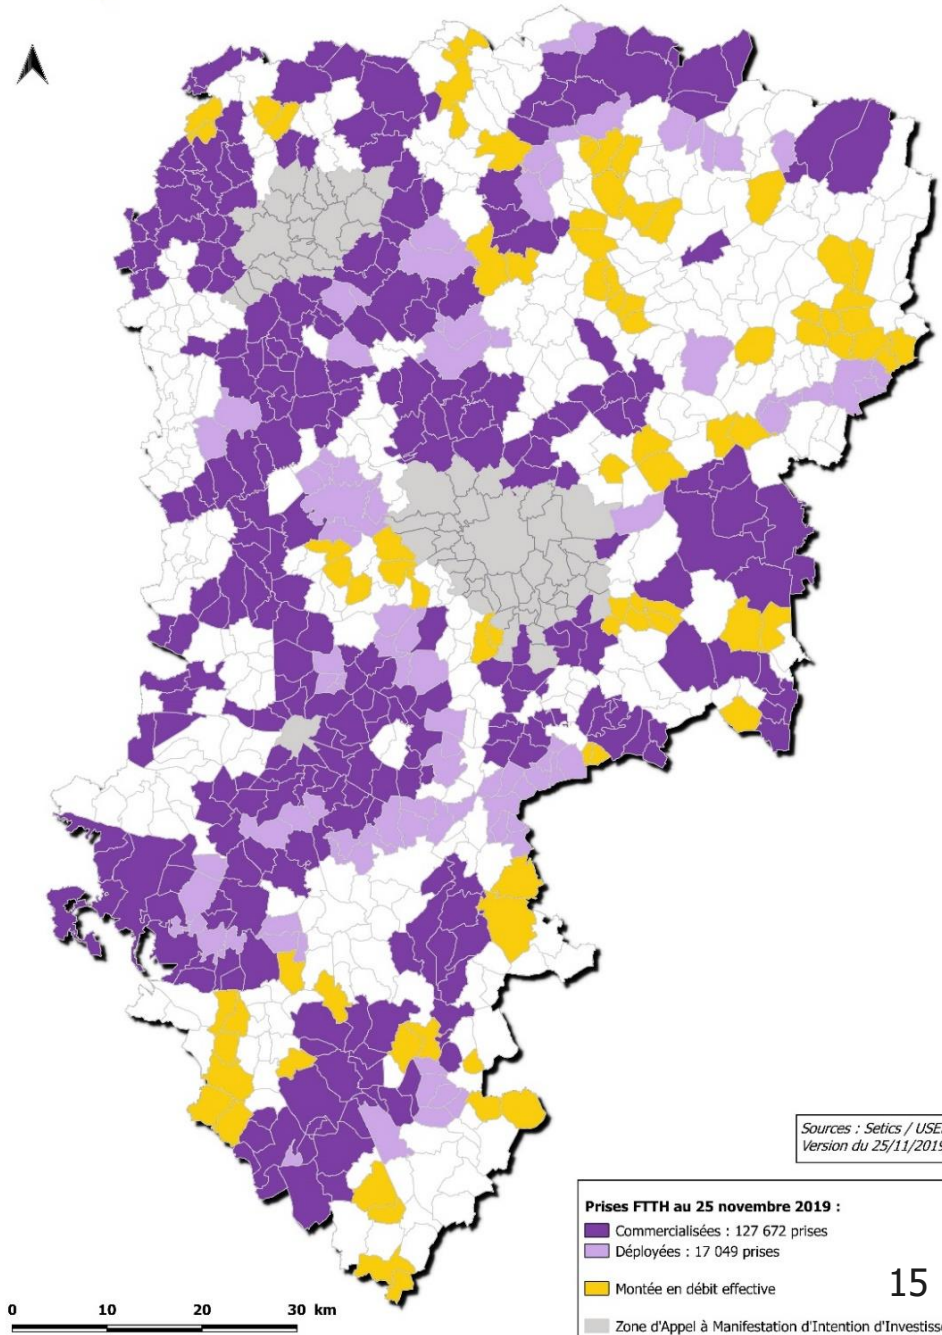 Sources : Setics / USE
Version du 25/11/2019
Prises FTTH au 25 novembre 2019 :
Commercialisées : 127 672 prises
Déployées : 17 049 prises
Montée en débit effective
15
Zone d'Appel à Manifestation d'Intention d'Investiss
0 10 20 30 km